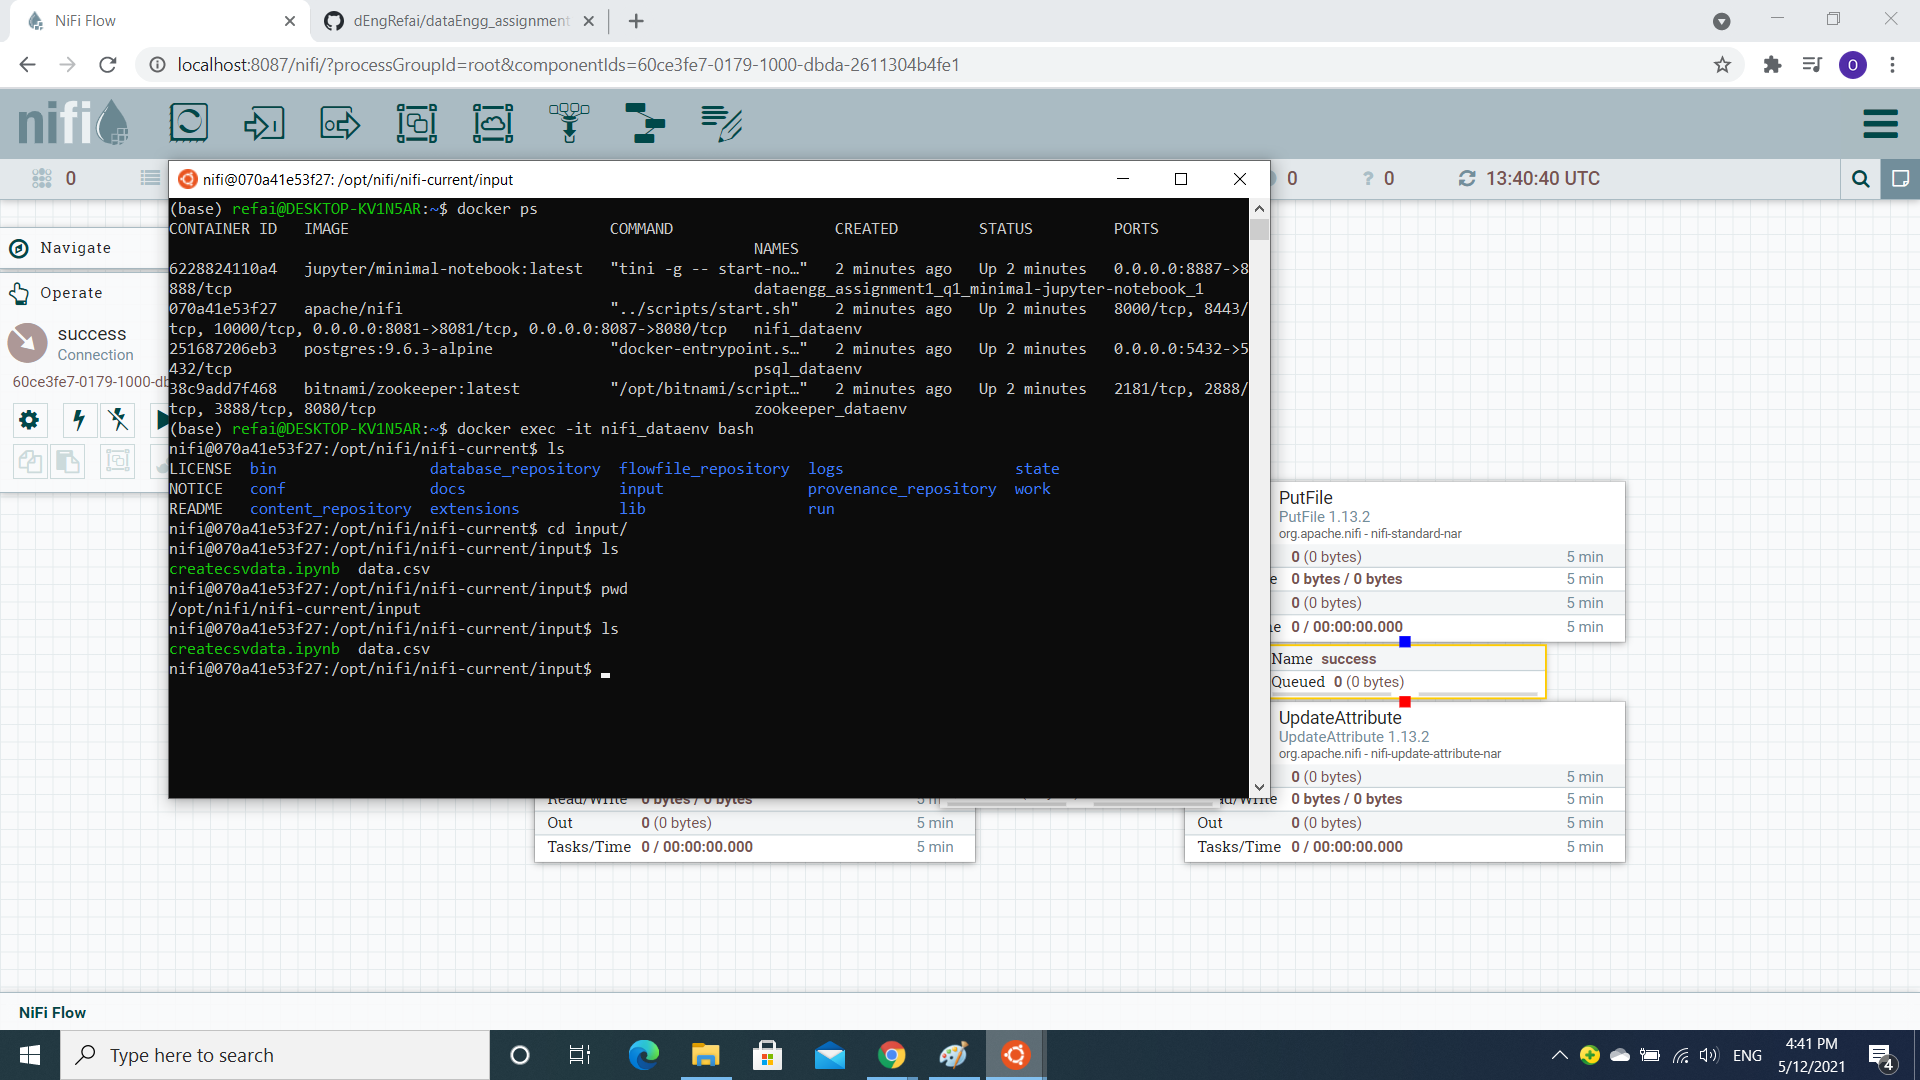 NiFi Flow
dEngRefai/dataEngg_assignment
localhost:8087/nifi/?processGroupId=root&componentIds=60ce3fe7-0179-1000-dbda-2611304b4fe1
O
nifi
0
0
? 0
13:40:40 UTC
nifi@070a41e53f27: /opt/nifi/nifi-current/input
(base) refai@DESKTOP-KV1N5AR:~$ docker ps
CONTAINER ID IMAGE COMMAND CREATED STATUS PORTS
NAMES
6228824110a4 jupyter/minimal-notebook:latest "tini -g -- start-no…" 2 minutes ago Up 2 minutes 0.0.0.0:8887->8
888/tcp dataengg_assignment1_q1_minimal-jupyter-notebook_1
070a41e53f27 apache/nifi "../scripts/start.sh" 2 minutes ago Up 2 minutes 8000/tcp, 8443/
tcp, 10000/tcp, 0.0.0.0:8081->8081/tcp, 0.0.0.0:8087->8080/tcp nifi_dataenv
251687206eb3 postgres:9.6.3-alpine "docker-entrypoint.s…" 2 minutes ago Up 2 minutes 0.0.0.0:5432->5
432/tcp psql_dataenv
38c9add7f468 bitnami/zookeeper:latest "/opt/bitnami/script…" 2 minutes ago Up 2 minutes 2181/tcp, 2888/
tcp, 3888/tcp, 8080/tcp zookeeper_dataenv
(base) refai@DESKTOP-KV1N5AR:~$ docker exec -it nifi_dataenv bash
nifi@070a41e53f27:/opt/nifi/nifi-current$ ls
LICENSE bin database_repository flowfile_repository logs state
NOTICE conf docs input provenance_repository work
README content_repository extensions lib run
nifi@070a41e53f27:/opt/nifi/nifi-current$ cd input/
nifi@070a41e53f27:/opt/nifi/nifi-current/input$ ls
createcsvdata.ipynb data.csv
nifi@070a41e53f27:/opt/nifi/nifi-current/input$ pwd
/opt/nifi/nifi-current/input
nifi@070a41e53f27:/opt/nifi/nifi-current/input$ ls
createcsvdata.ipynb data.csv
nifi@070a41e53f27:/opt/nifi/nifi-current/input$
Navigate
Operate
success
Connection
60ce3fe7-0179-1000-db
PutFile
PutFile 1.13.2
org.apache.nifi - nifi-standard-nar
0 (0 bytes) 5 min
e 0 bytes / 0 bytes 5 min
0 (0 bytes) 5 min
e 0 / 00:00:00.000 5 min
Name success
Queued 0 (0 bytes)
UpdateAttribute
UpdateAttribute 1.13.2
org.apache.nifi - nifi-update-attribute-nar
0 (0 bytes) 5 min
Read/Write 0 bytes / 0 bytes 5 m
ad/Write 0 bytes / 0 bytes 5 min
Out 0 (0 bytes) 5 min
Out 0 (0 bytes) 5 min
Tasks/Time 0 / 00:00:00.000 5 min
Tasks/Time 0 / 00:00:00.000 5 min
NiFi Flow
Type here to search
ENG
4:41 PM
5/12/2021
4